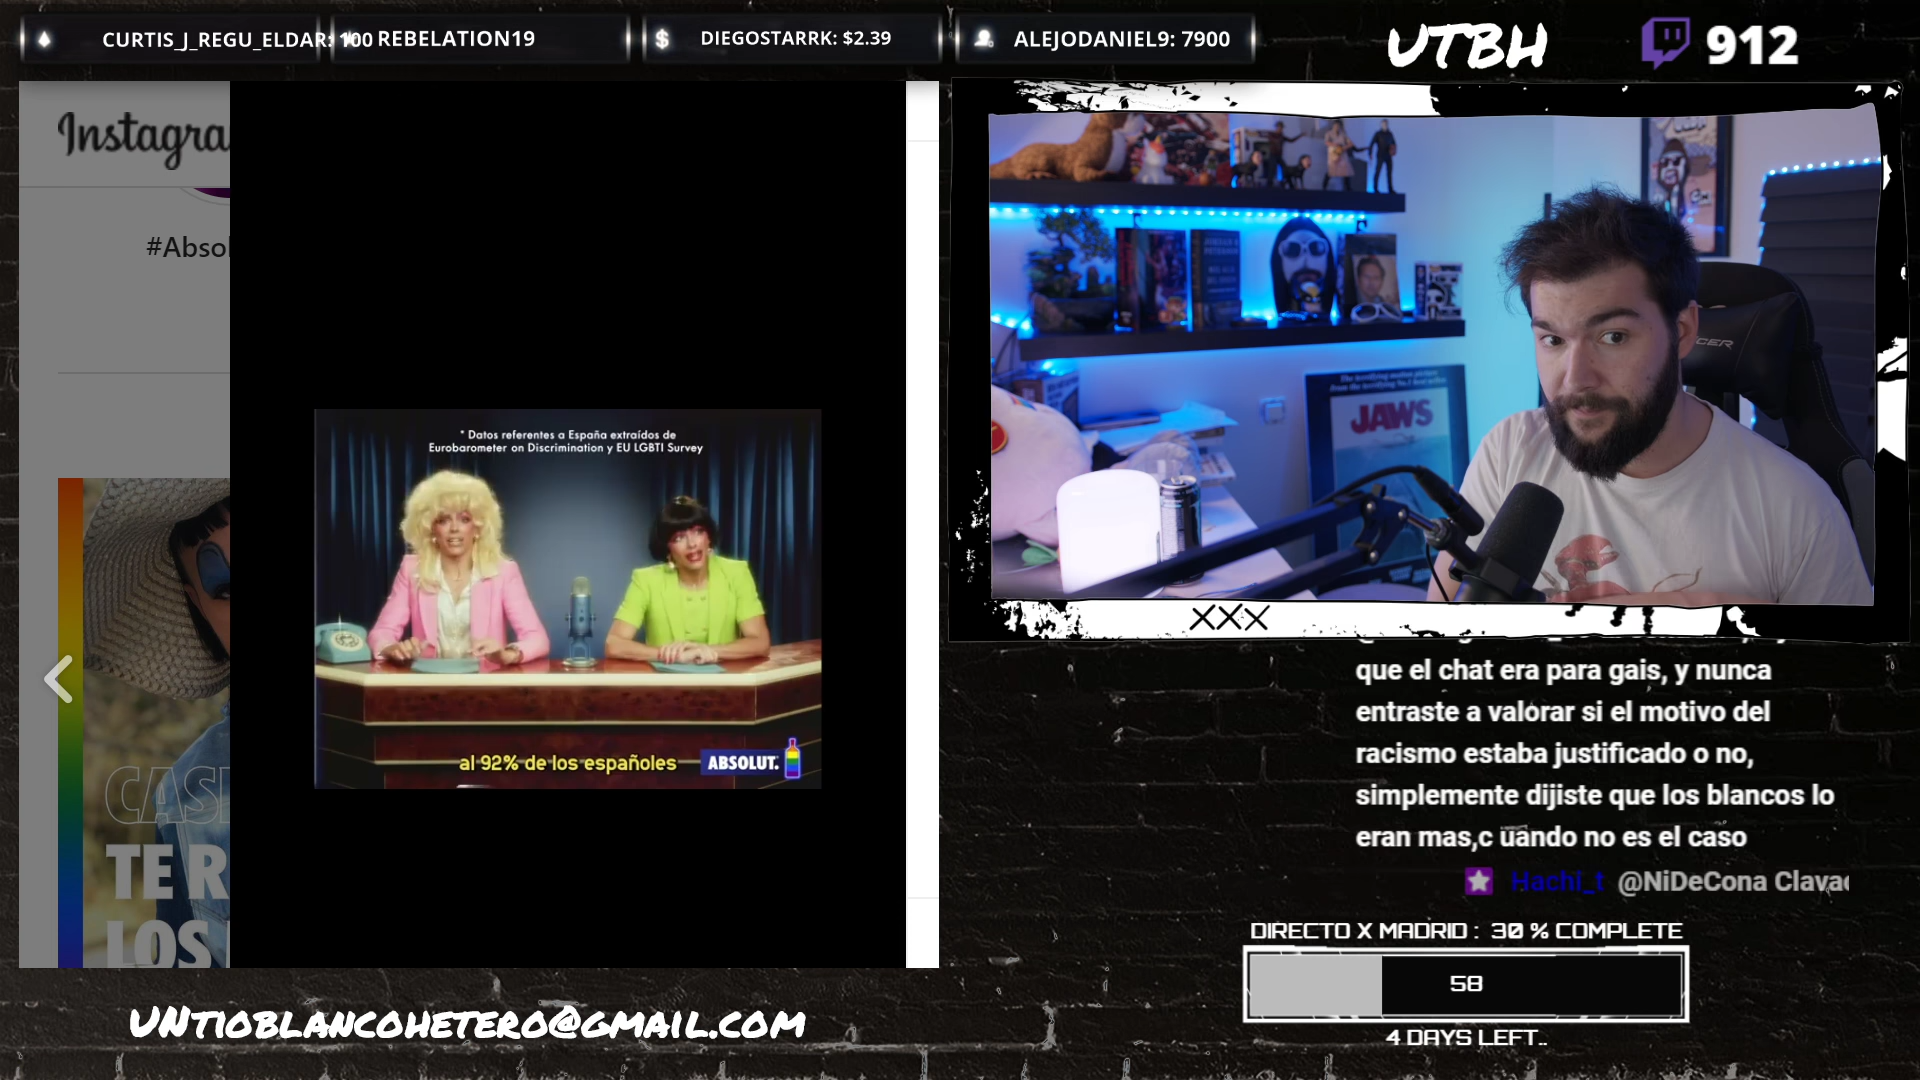 CURTIS_J_REGU_ELDAR: 100
REBELATION19
$
DIEGOSTARRK: $2.39
ALEJODANIEL9: 7900
UTBH
912
Instagra
#Absol
* Datos referentes a España extraídos de
Eurobarometer on Discrimination y EU LGBTI Survey
al 92% de los españoles
ABSOLUT.
TE R
LOS
JAWS
XXX
que el chat era para gais, y nunca
entraste a valorar si el motivo del
racismo estaba justificado o no,
simplemente dijiste que los blancos lo
eran mas,c uando no es el caso
Hachi_t @NiDeCona Clava
DIRECTO X MADRID : 30 % COMPLETE
58
4 DAYS LEFT..
UNTIOBLANCOHETERO@GMAIL.COM